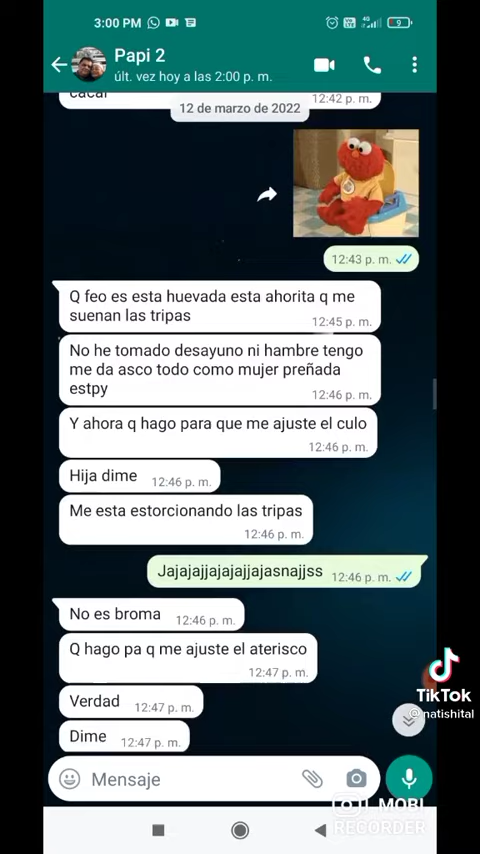 3:00 PM
4G
9
Papi 2
últ. vez hoy a las 2:00 p. m.
cacar
12:42 p. m.
12 de marzo de 2022
12:43 p. m.
Q feo es esta huevada esta ahorita q me
suenan las tripas
12:45 p. m.
No he tomado desayuno ni hambre tengo
me da asco todo como mujer preñada
estpy
12:46 p. m.
Y ahora q hago para que me ajuste el culo
12:46 p. m.
Hija dime
12:46 p. m.
Me esta estorcionando las tripas
12:46 p. m.
Jajajajjajajajjajasnajjss
12:46 p. m.
No es broma
12:46 p. m.
Q hago pa q me ajuste el aterisco
12:47 p. m.
Verdad
12:47 p. m.
Dime
12:47 p. m.
TikTok
@natishital
Mensaje
MOBI
RECORDER